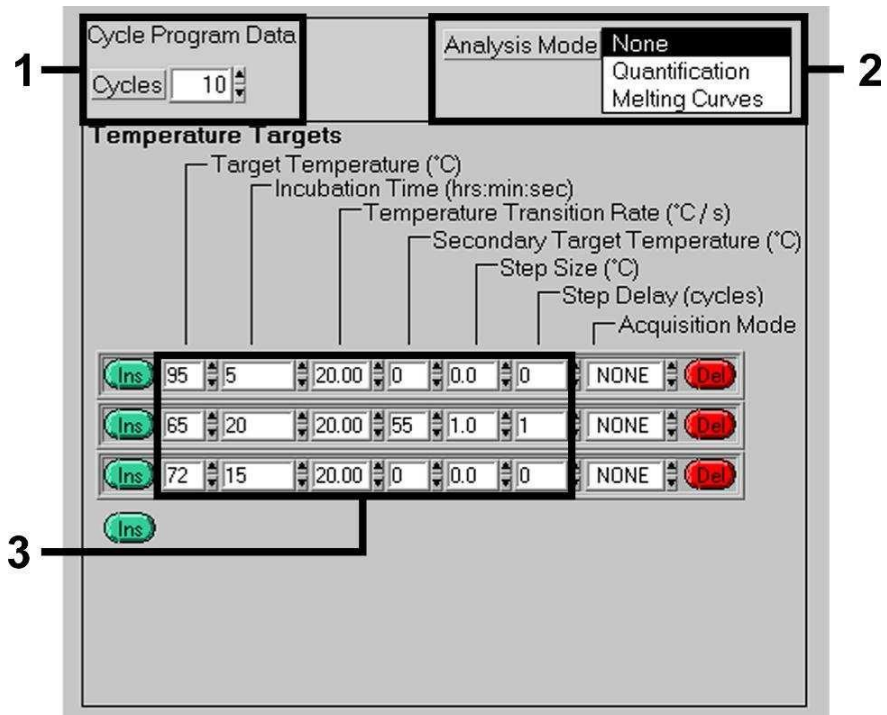 Cycle Program Data
Cycles 10
1
Analysis Mode None
Quantification
Melting Curves
2
Temperature Targets
Target Temperature (°C)
Incubation Time (hrs:min:sec)
Temperature Transition Rate (°C / s)
Secondary Target Temperature (°C)
Step Size (°C)
Step Delay (cycles)
Acquisition Mode
Ins 95 5 20.00 0 0.0 0 NONE Del
Ins 65 20 20.00 55 1.0 1 NONE Del
Ins 72 15 20.00 0 0.0 0 NONE Del
Ins
3